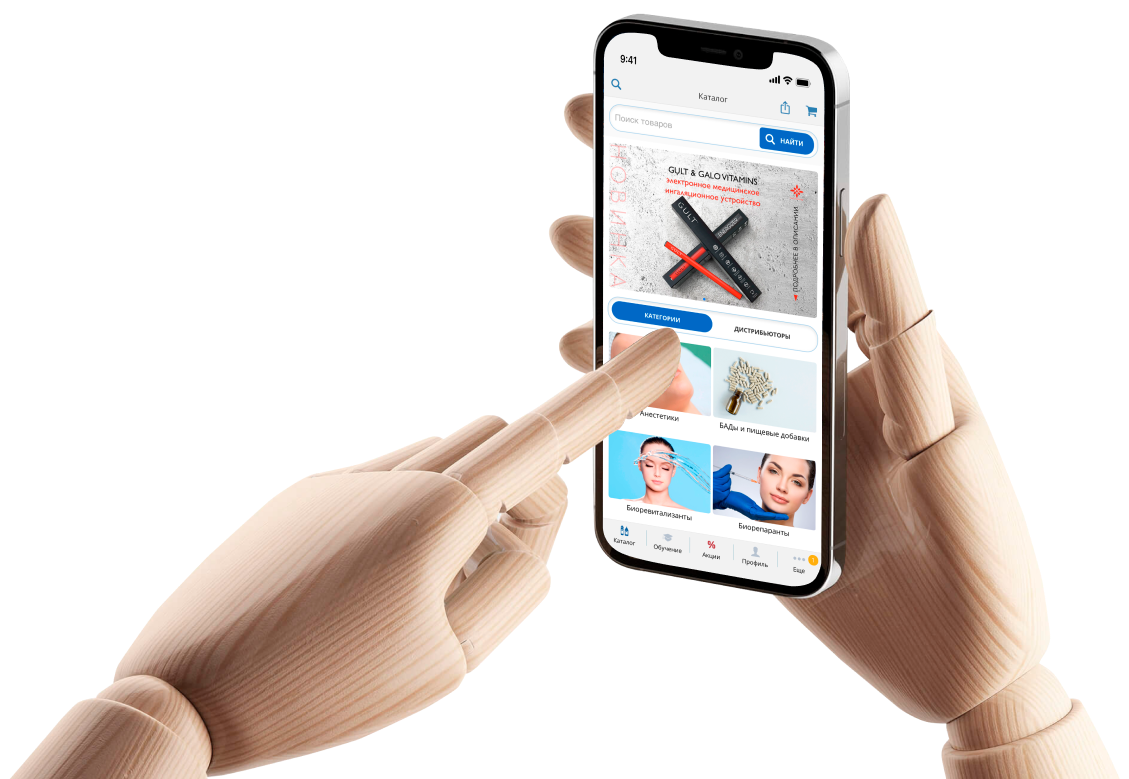 9:41
Каталог
Поиск товаров
НАЙТИ
НОВИНКА
GULT & GALO VITAMINS
электронное медицинское
ингаляционное устройство
GULT
ПОДРОБНЕЕ В ОПИСАНИИ
КАТЕГОРИИ
ДИСТРИБЬЮТОРЫ
Анестетики
БАДы и пищевые добавки
Биоревитализанты
Биорепаранты
Каталог
Обучение
%
Акции
Профиль
Еще